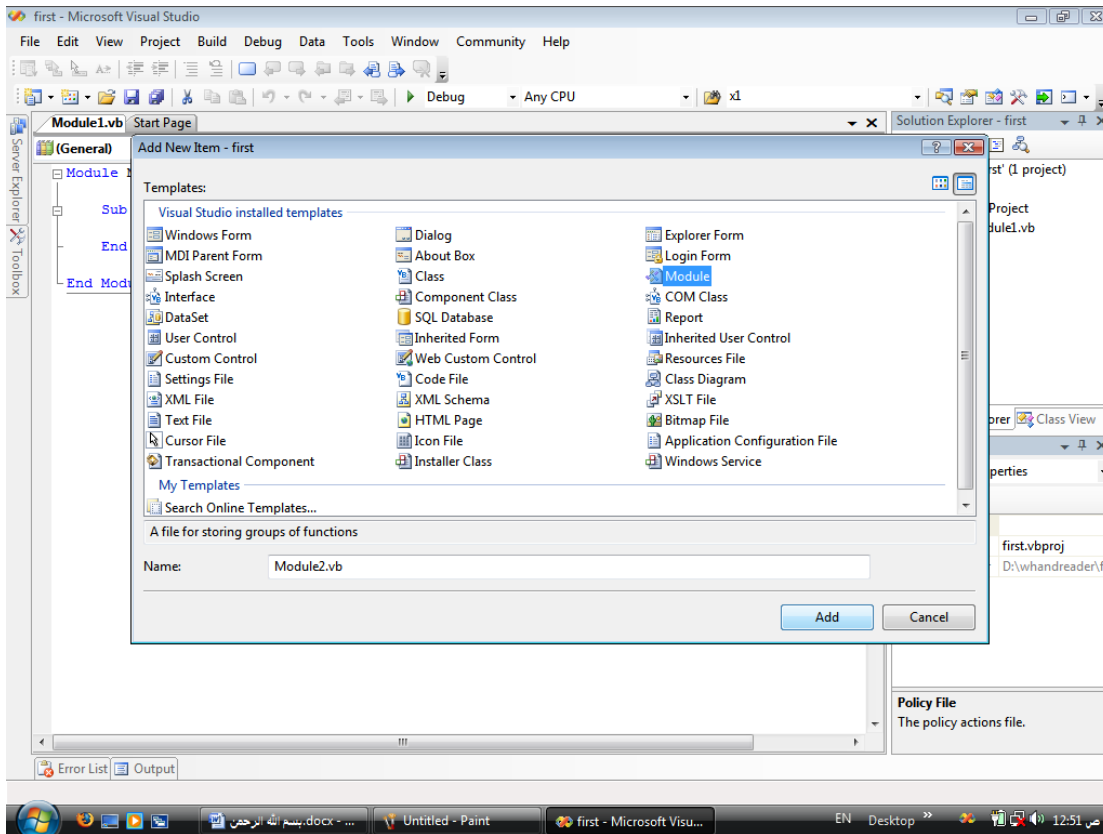 first - Microsoft Visual Studio
File Edit View Project Build Debug Data Tools Window Community Help
Debug Any CPU x1
Module1.vb Start Page
Solution Explorer - first
(General)
Add New Item - first
Server Explorer
Toolbox
Module
Sub
End
End Modu
rst' (1 project)
Project
dule1.vb
Templates:
Visual Studio installed templates
Windows Form Dialog Explorer Form
MDI Parent Form About Box Login Form
Splash Screen Class Module
Interface Component Class COM Class
DataSet SQL Database Report
User Control Inherited Form Inherited User Control
Custom Control Web Custom Control Resources File
Settings File Code File Class Diagram
XML File XML Schema XSLT File
Text File HTML Page Bitmap File
Cursor File Icon File Application Configuration File
Transactional Component Installer Class Windows Service
My Templates
Search Online Templates...
A file for storing groups of functions
Name: Module2.vb
Add Cancel
orer Class View
perties
first.vbproj
D:\whandreader\f
Policy File
The policy actions file.
Error List Output
بسم الله الرحمن.docx - ... Untitled - Paint first - Microsoft Visu... EN Desktop » 12:51 ص